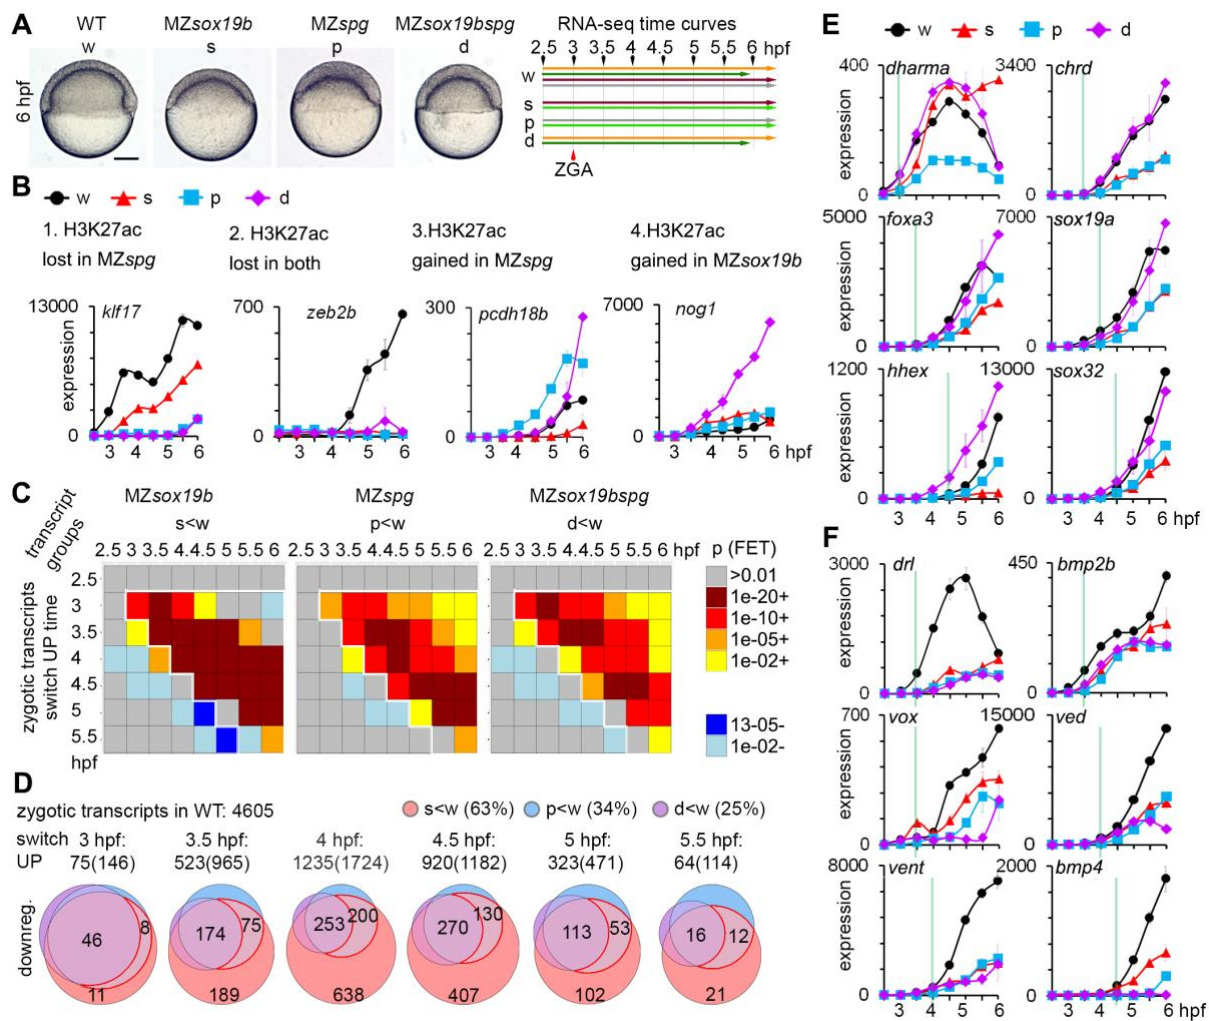 A
WT
w
MZsox19b
s
MZspg
p
MZsox19bspg
d
6 hpf
RNA-seq time curves
2.5 3 3.5 4 4.5 5 5.5 6 hpf
w
s
p
d
ZGA
B
w s p d
1. H3K27ac
lost in MZspg
2. H3K27ac
lost in both
3.H3K27ac
gained in MZspg
4.H3K27ac
gained in MZsox19b
expression
13000
klf17
0
3 4 5 6
700
zeb2b
0
3 4 5 6
300
pcdh18b
0
3 4 5 6
7000
nog1
0
3 4 5 6 hpf
C
MZsox19b
s<w
MZspg
p<w
MZsox19bspg
d<w
transcript
groups
2.5 3 3.5 4 4.5 5 5.5 6
2.5 3 3.5 4 4.5 5 5.5 6
2.5 3 3.5 4 4.5 5 5.5 6 hpf
zygotic transcripts
switch UP time
2.5
3
3.5
4
4.5
5
5.5
hpf
p (FET)
>0.01
1e-20+
1e-10+
1e-05+
1e-02+
13-05-
1e-02-
D
zygotic transcripts in WT: 4605
s<w (63%) p<w (34%) d<w (25%)
switch 3 hpf: 3.5 hpf: 4 hpf: 4.5 hpf: 5 hpf: 5.5 hpf:
UP 75(146) 523(965) 1235(1724) 920(1182) 323(471) 64(114)
downreg.
46 8 11
174 75 189
253 200 638
270 130 407
113 53 102
16 12 21
E
w s p d
expression
400
dharma
0
3400
chrd
0
expression
5000
foxa3
0
7000
sox19a
0
expression
1200
hhex
0
3 4 5 6
13000
sox32
0
3 4 5 6 hpf
F
expression
3000
drl
0
450
bmp2b
0
expression
700
vox
0
15000
ved
0
expression
8000
vent
0
3 4 5 6
2000
bmp4
0
3 4 5 6 hpf